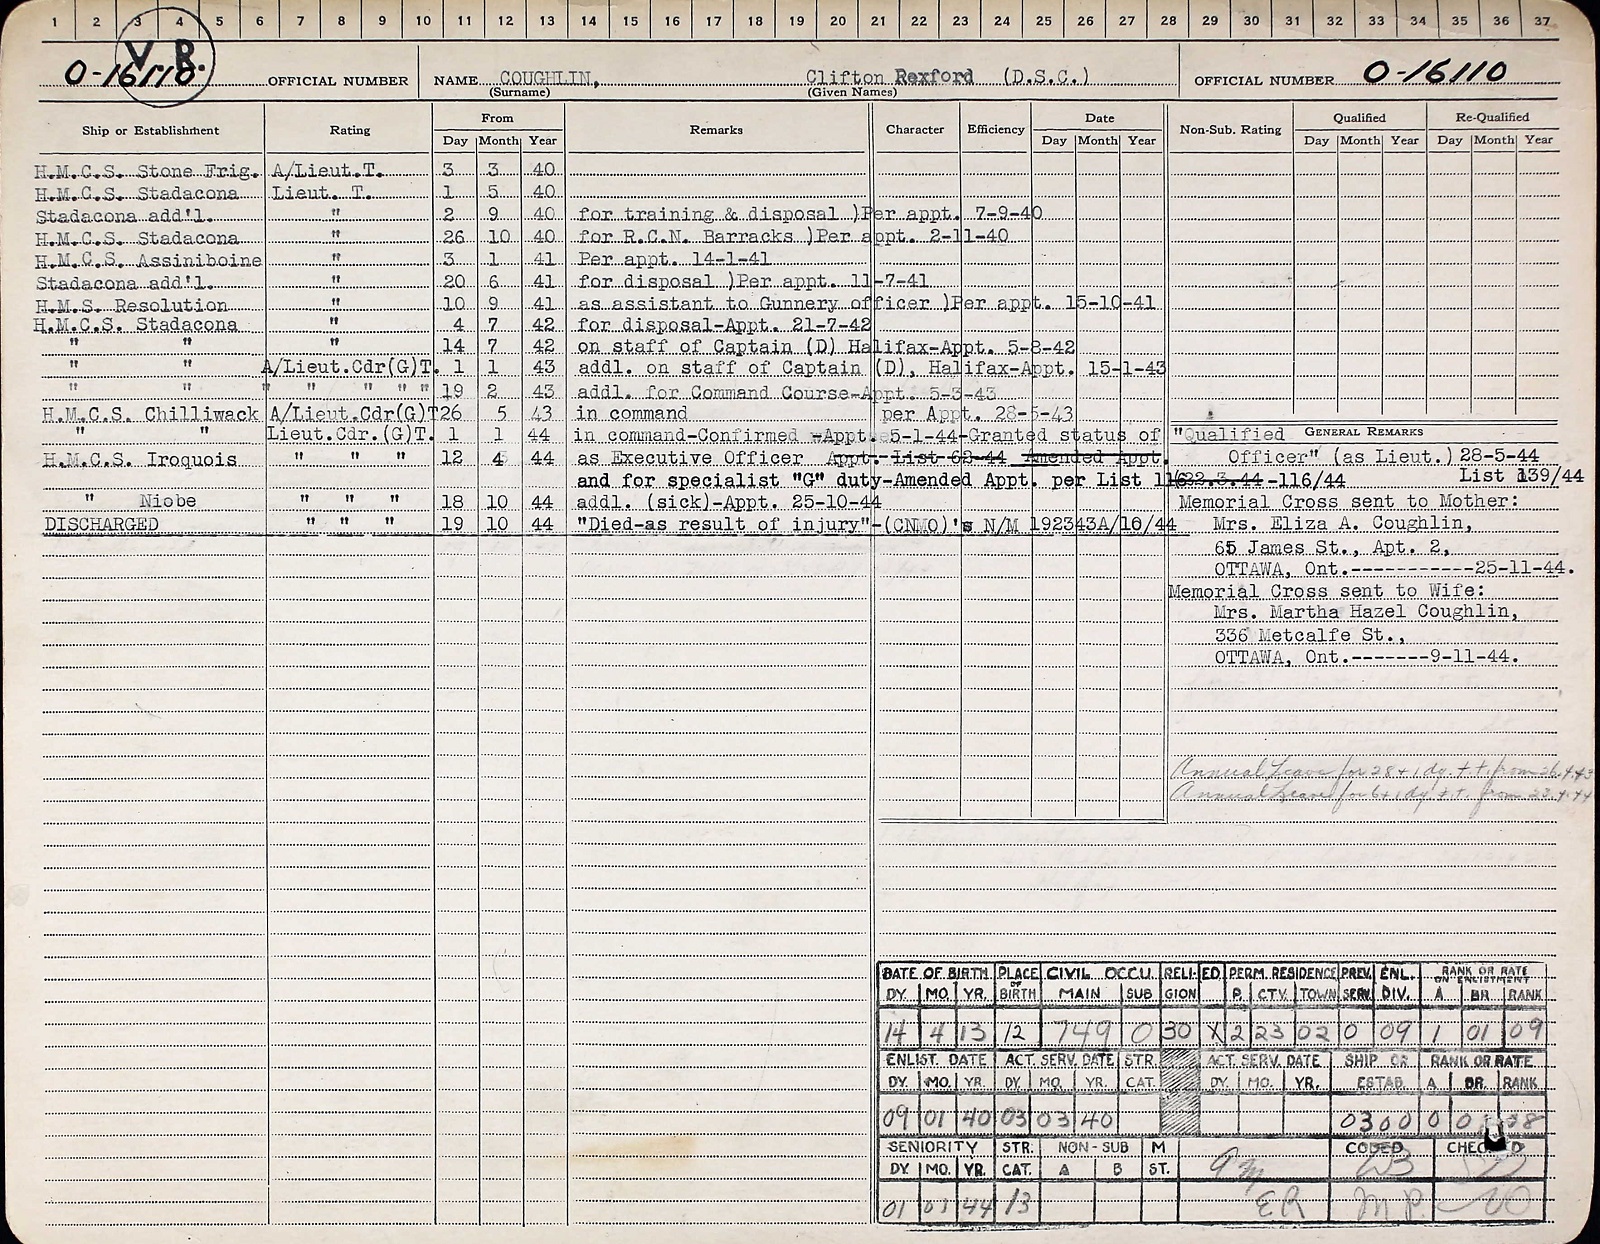 1 2 3 4 5 6 7 8 9 10 11 12 13 14 15 16 17 18 19 20 21 22 23 24 25 26 27 28 29 30 31 32 33 34 35 36 37
V.R.
O-16110 OFFICIAL NUMBER NAME COUGHLIN, Clifton Rexford (D.S.C.) OFFICIAL NUMBER O-16110
(Surname) (Given Names)
Ship or Establishment Rating From Remarks Character Efficiency Date Non-Sub. Rating Qualified Re-Qualified
Day Month Year Day Month Year Day Month Year Day Month Year
H.M.C.S. Stone Frig. A/Lieut.T. 3 3 40
H.M.C.S. Stadacona Lieut. T. 1 5 40
Stadacona add'l. " 2 9 40 for training & disposal )Per appt. 7-9-40
H.M.C.S. Stadacona " 26 10 40 for R.C.N. Barracks )Per appt. 2-11-40
H.M.C.S. Assiniboine " 3 1 41 Per appt. 14-1-41
Stadacona add'l. " 20 6 41 for disposal )Per appt. 11-7-41
H.M.S. Resolution " 10 9 41 as assistant to Gunnery officer )Per appt. 15-10-41
H.M.C.S. Stadacona " 4 7 42 for disposal-Appt. 21-7-42
" " " 14 7 42 on staff of Captain (D) Halifax-Appt. 5-8-42
" " A/Lieut.Cdr(G)T. 1 1 43 addl. on staff of Captain (D), Halifax-Appt. 15-1-43
" " " " " " " 19 2 43 addl. for Command Course-Appt. 5-3-43
H.M.C.S. Chilliwack A/Lieut.Cdr(G)T 26 5 43 in command per Appt. 28-5-43
" " Lieut.Cdr.(G)T. 1 1 44 in command-Confirmed -Appt. 5-1-44-Granted status of "Qualified
GENERAL REMARKS
H.M.C.S. Iroquois " " " 12 4 44 as Executive Officer Appt. List 62-44 Amended Appt. Officer" (as Lieut.) 28-5-44
and for specialist "G" duty-Amended Appt. per List 116 22.3.44 -116/44 List 139/44
" Niobe " " " 18 10 44 addl. (sick)-Appt. 25-10-44
Memorial Cross sent to Mother:
DISCHARGED " " " 19 10 44 "Died-as result of injury"-(CNMO)'s N/M 192343A/10/44
Mrs. Eliza A. Coughlin,
65 James St., Apt. 2,
OTTAWA, Ont.-----------25-11-44.
Memorial Cross sent to Wife:
Mrs. Martha Hazel Coughlin,
336 Metcalfe St.,
OTTAWA, Ont.-------9-11-44.
Annual Leave for 28+1 dy. t.t. from 26.4.43
Annual Leave for 6+1 dy t.t. from 23.4.44
DATE OF BIRTH PLACE OF BIRTH CIVIL OCCU. RELIGION ED PERM. RESIDENCE PREV. SERV. ENL. DIV. RANK OR RATE ON ENLISTMENT
DY. MO. YR. MAIN SUB P. CTY. TOWN A BR RANK
14 4 13 12 749 0 30 X 2 23 02 0 09 1 01 09
ENLIST. DATE ACT. SERV. DATE STR. ACT. SERV. DATE SHIP OR RANK OR RATE
DY. MO. YR. DY. MO. YR. CAT. DY. MO. YR. ESTAB. A BR. RANK
09 01 40 03 03 40 0300 0 08
SENIORITY STR. NON-SUB M CODED CHECKED
DY. MO. YR. CAT. A B ST.
01 44 13 ER M.P.